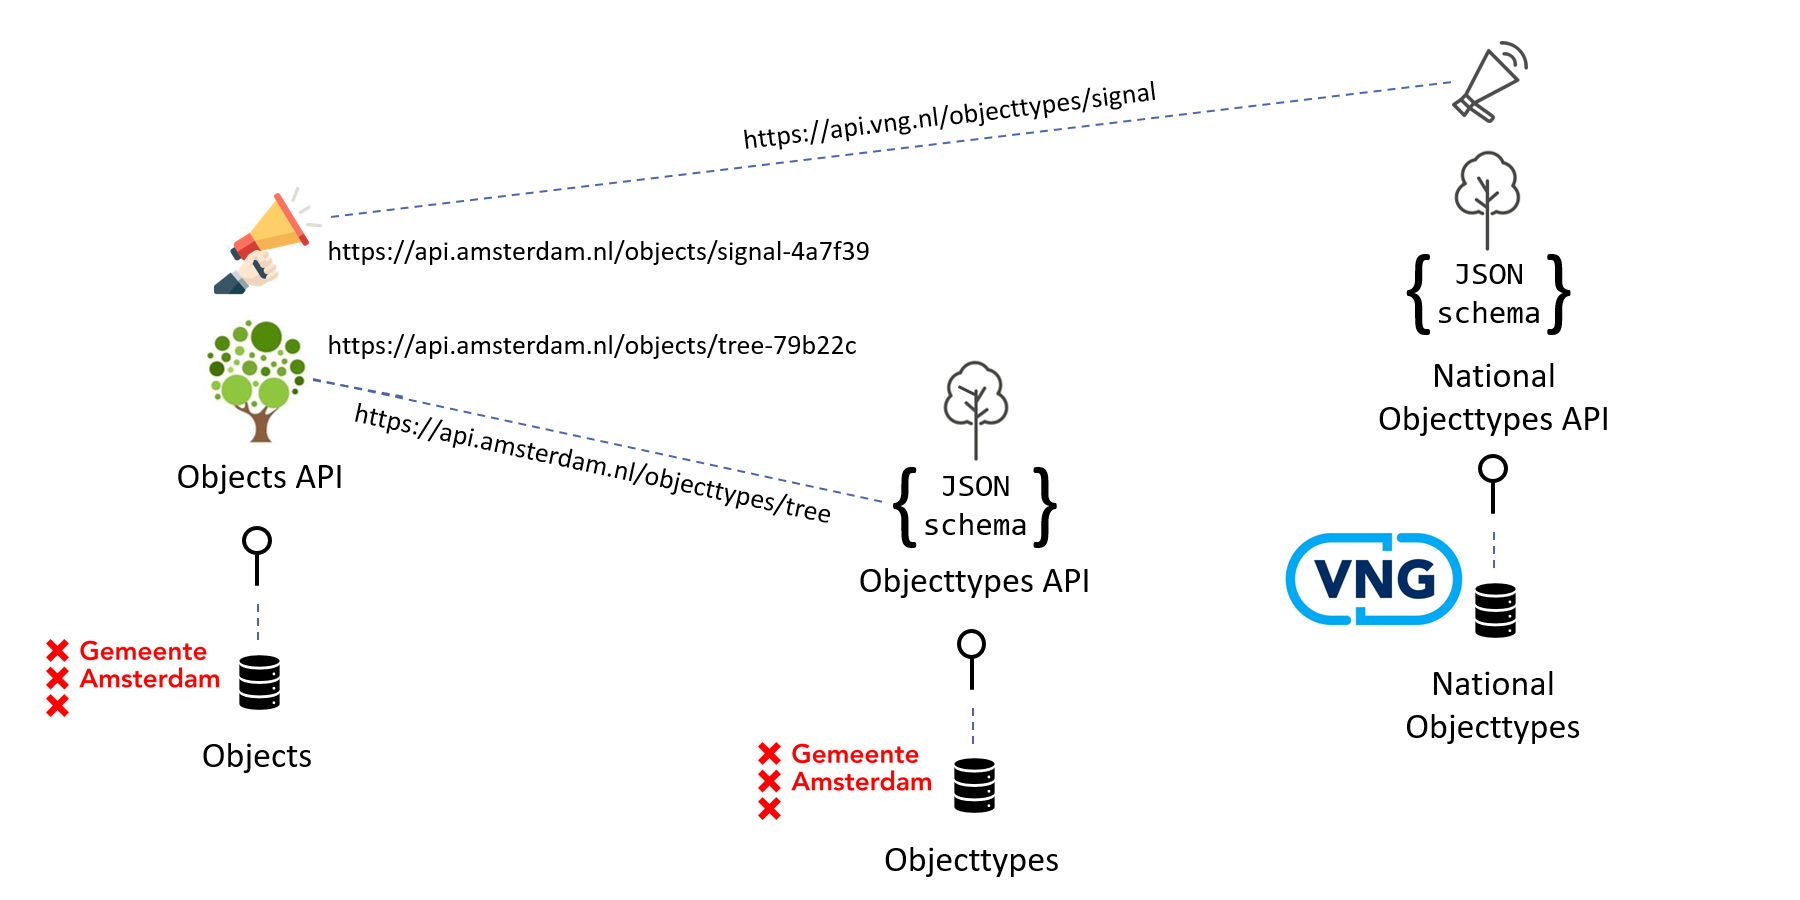 https://api.vng.nl/objecttypes/signal
https://api.amsterdam.nl/objects/signal-4a7f39
https://api.amsterdam.nl/objects/tree-79b22c
https://api.amsterdam.nl/objecttypes/tree
Objects API
Gemeente
Amsterdam
Objects
{ JSON
schema }
Objecttypes API
Gemeente
Amsterdam
Objecttypes
{ JSON
schema }
National
Objecttypes API
VNG
National
Objecttypes